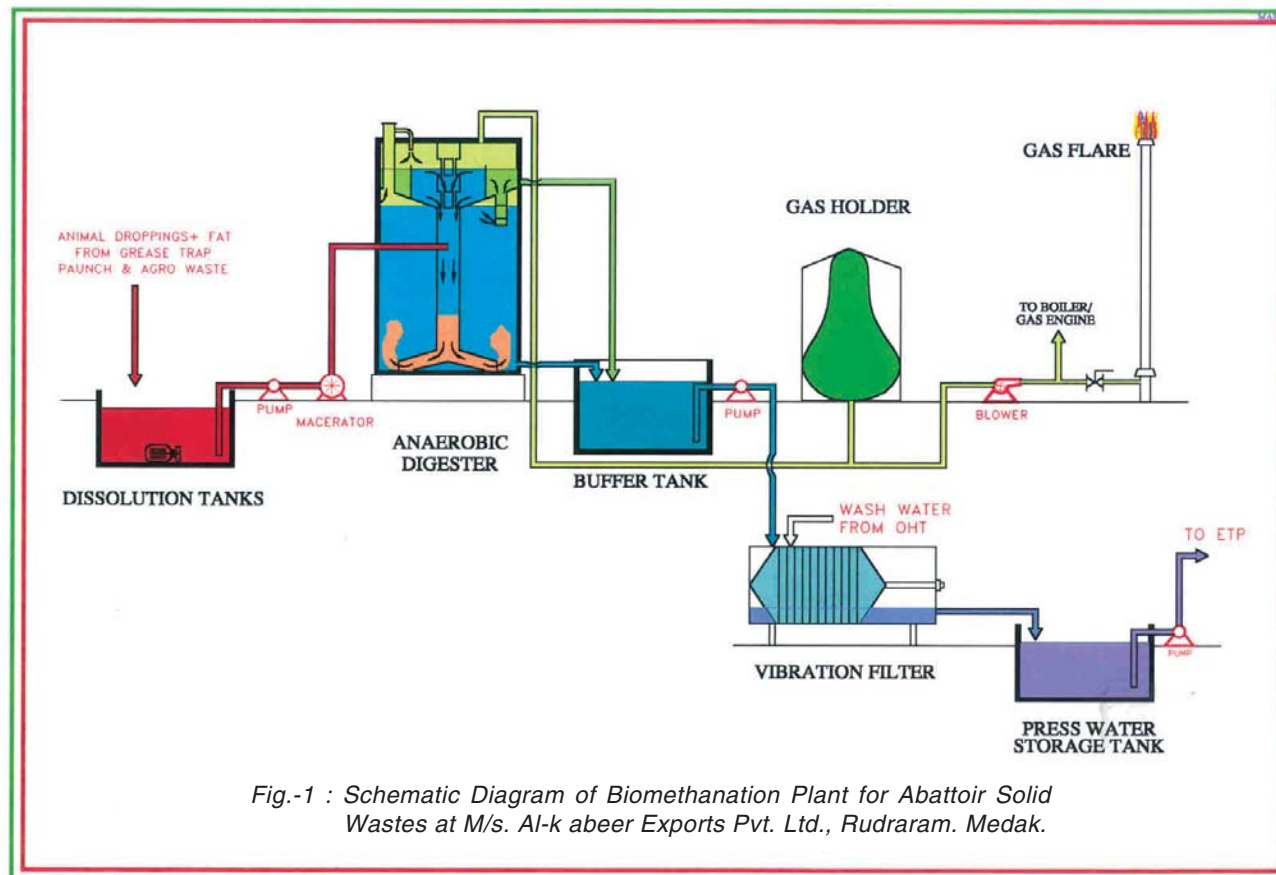 ANIMAL DROPPINGS+ FAT
FROM GREASE TRAP
PAUNCH & AGRO WASTE
DISSOLUTION TANKS
PUMP
MACERATOR
ANAEROBIC
DIGESTER
BUFFER TANK
PUMP
GAS HOLDER
GAS FLARE
TO BOILER/
GAS ENGINE
BLOWER
WASH WATER
FROM OHT
VIBRATION FILTER
TO ETP
PUMP
PRESS WATER
STORAGE TANK
Fig.-1 : Schematic Diagram of Biomethanation Plant for Abattoir Solid
Wastes at M/s. Al-k abeer Exports Pvt. Ltd., Rudraram. Medak.